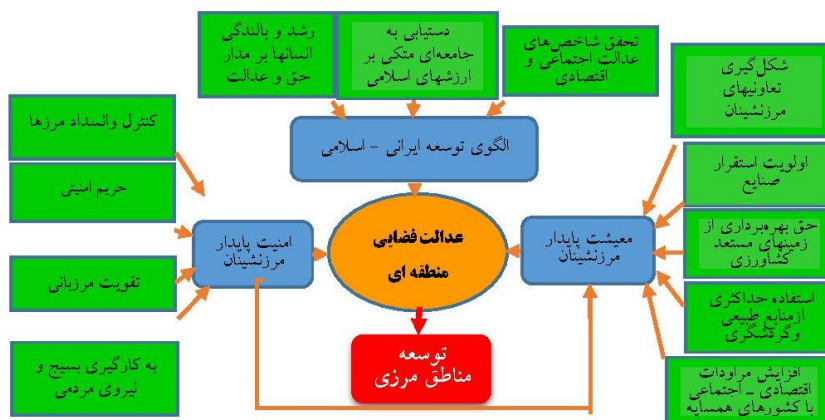 رشد و بالندگی
انسانها بر مدار
حق و عدالت
دستیابی به
جامعه‌ای متکی بر
ارزشهای اسلامی
تحقق شاخص‌های
عدالت اجتماعی و
اقتصادی
الگوی توسعه ایرانی - اسلامی
شکل‌گیری
تعاونیهای
مرزنشینان
اولویت استقرار
صنایع
حق بهره‌برداری از
زمینهای مستعد
کشاورزی
استفاده حداکثری
ازمنابع طبیعی
وگردشگری
افزایش مراودات
اقتصادی - اجتماعی
با کشورهای همسایه
معیشت پایدار
مرزنشینان
عدالت فضایی
منطقه ای
امنیت پایدار
مرزنشینان
کنترل وانسداد مرزها
حریم امنیتی
تقویت مرزبانی
به کارگیری بسیج و
نیروی مردمی
توسعه
مناطق مرزی